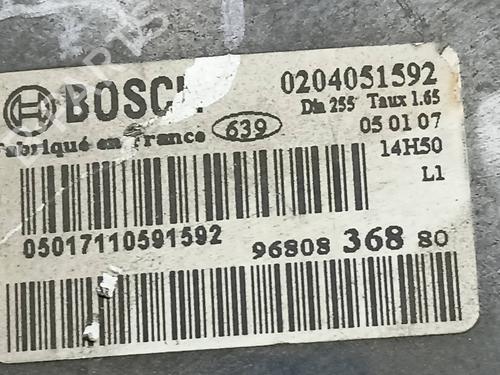 BOSCH 0204051592
Dia 255 Taux 1.65
Fabriqué en France 639 05 01 07
14H50
L1
05017110591592 96808 368 80